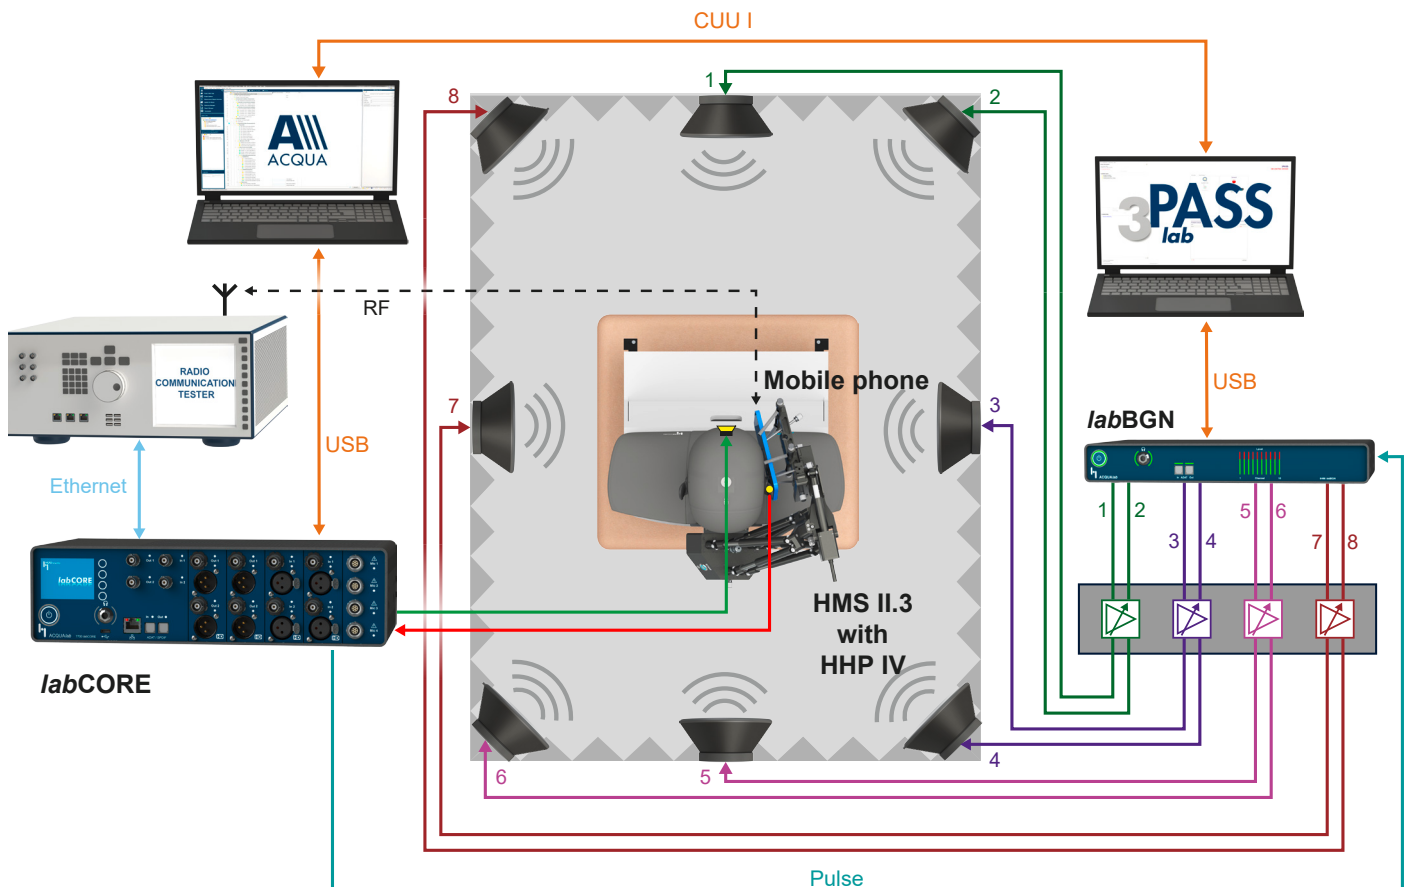 CUU I
1
8
2
ACQUA
3PASS
lab
RF
RADIO
COMMUNICATION
TESTER
Mobile phone
USB
7
3
labBGN
USB
Ethernet
1
2
3
4
5
6
7
8
labCORE
HMS II.3
with
HHP IV
labCORE
6
5
4
Pulse